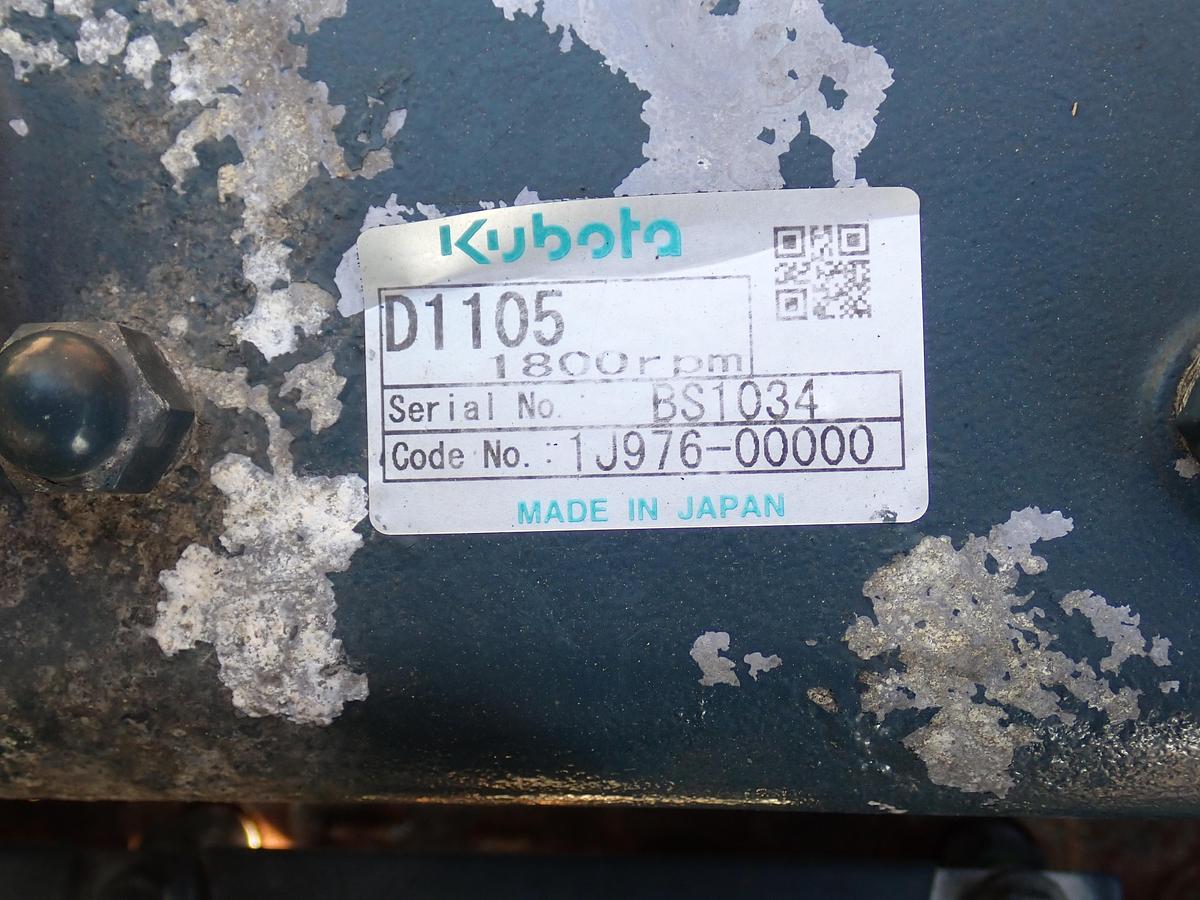 Kubota
D1105
1800rpm
Serial No. BS1034
Code No. : 1J976-00000
MADE IN JAPAN